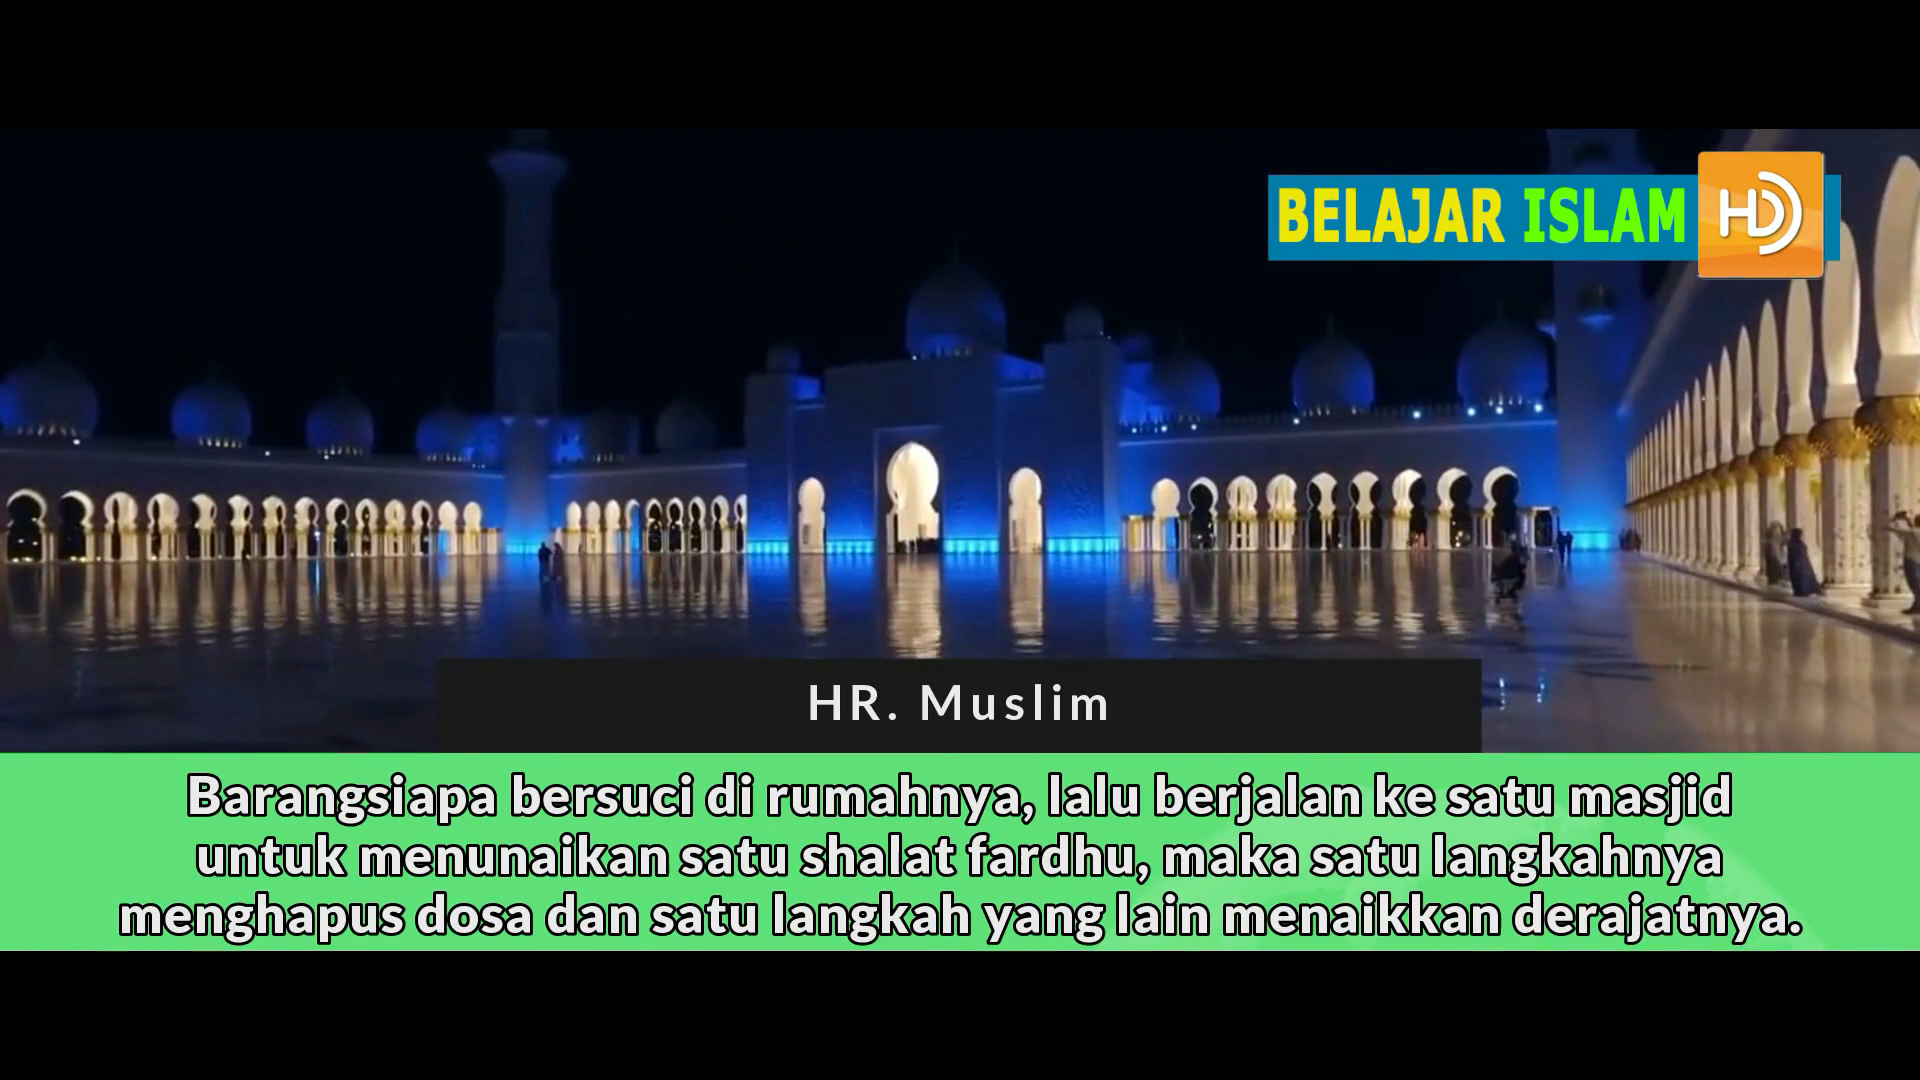 BELAJAR ISLAM HD
HR. Muslim
Barangsiapa bersuci di rumahnya, lalu berjalan ke satu masjid
untuk menunaikan satu shalat fardhu, maka satu langkahnya
menghapus dosa dan satu langkah yang lain menaikkan derajatnya.